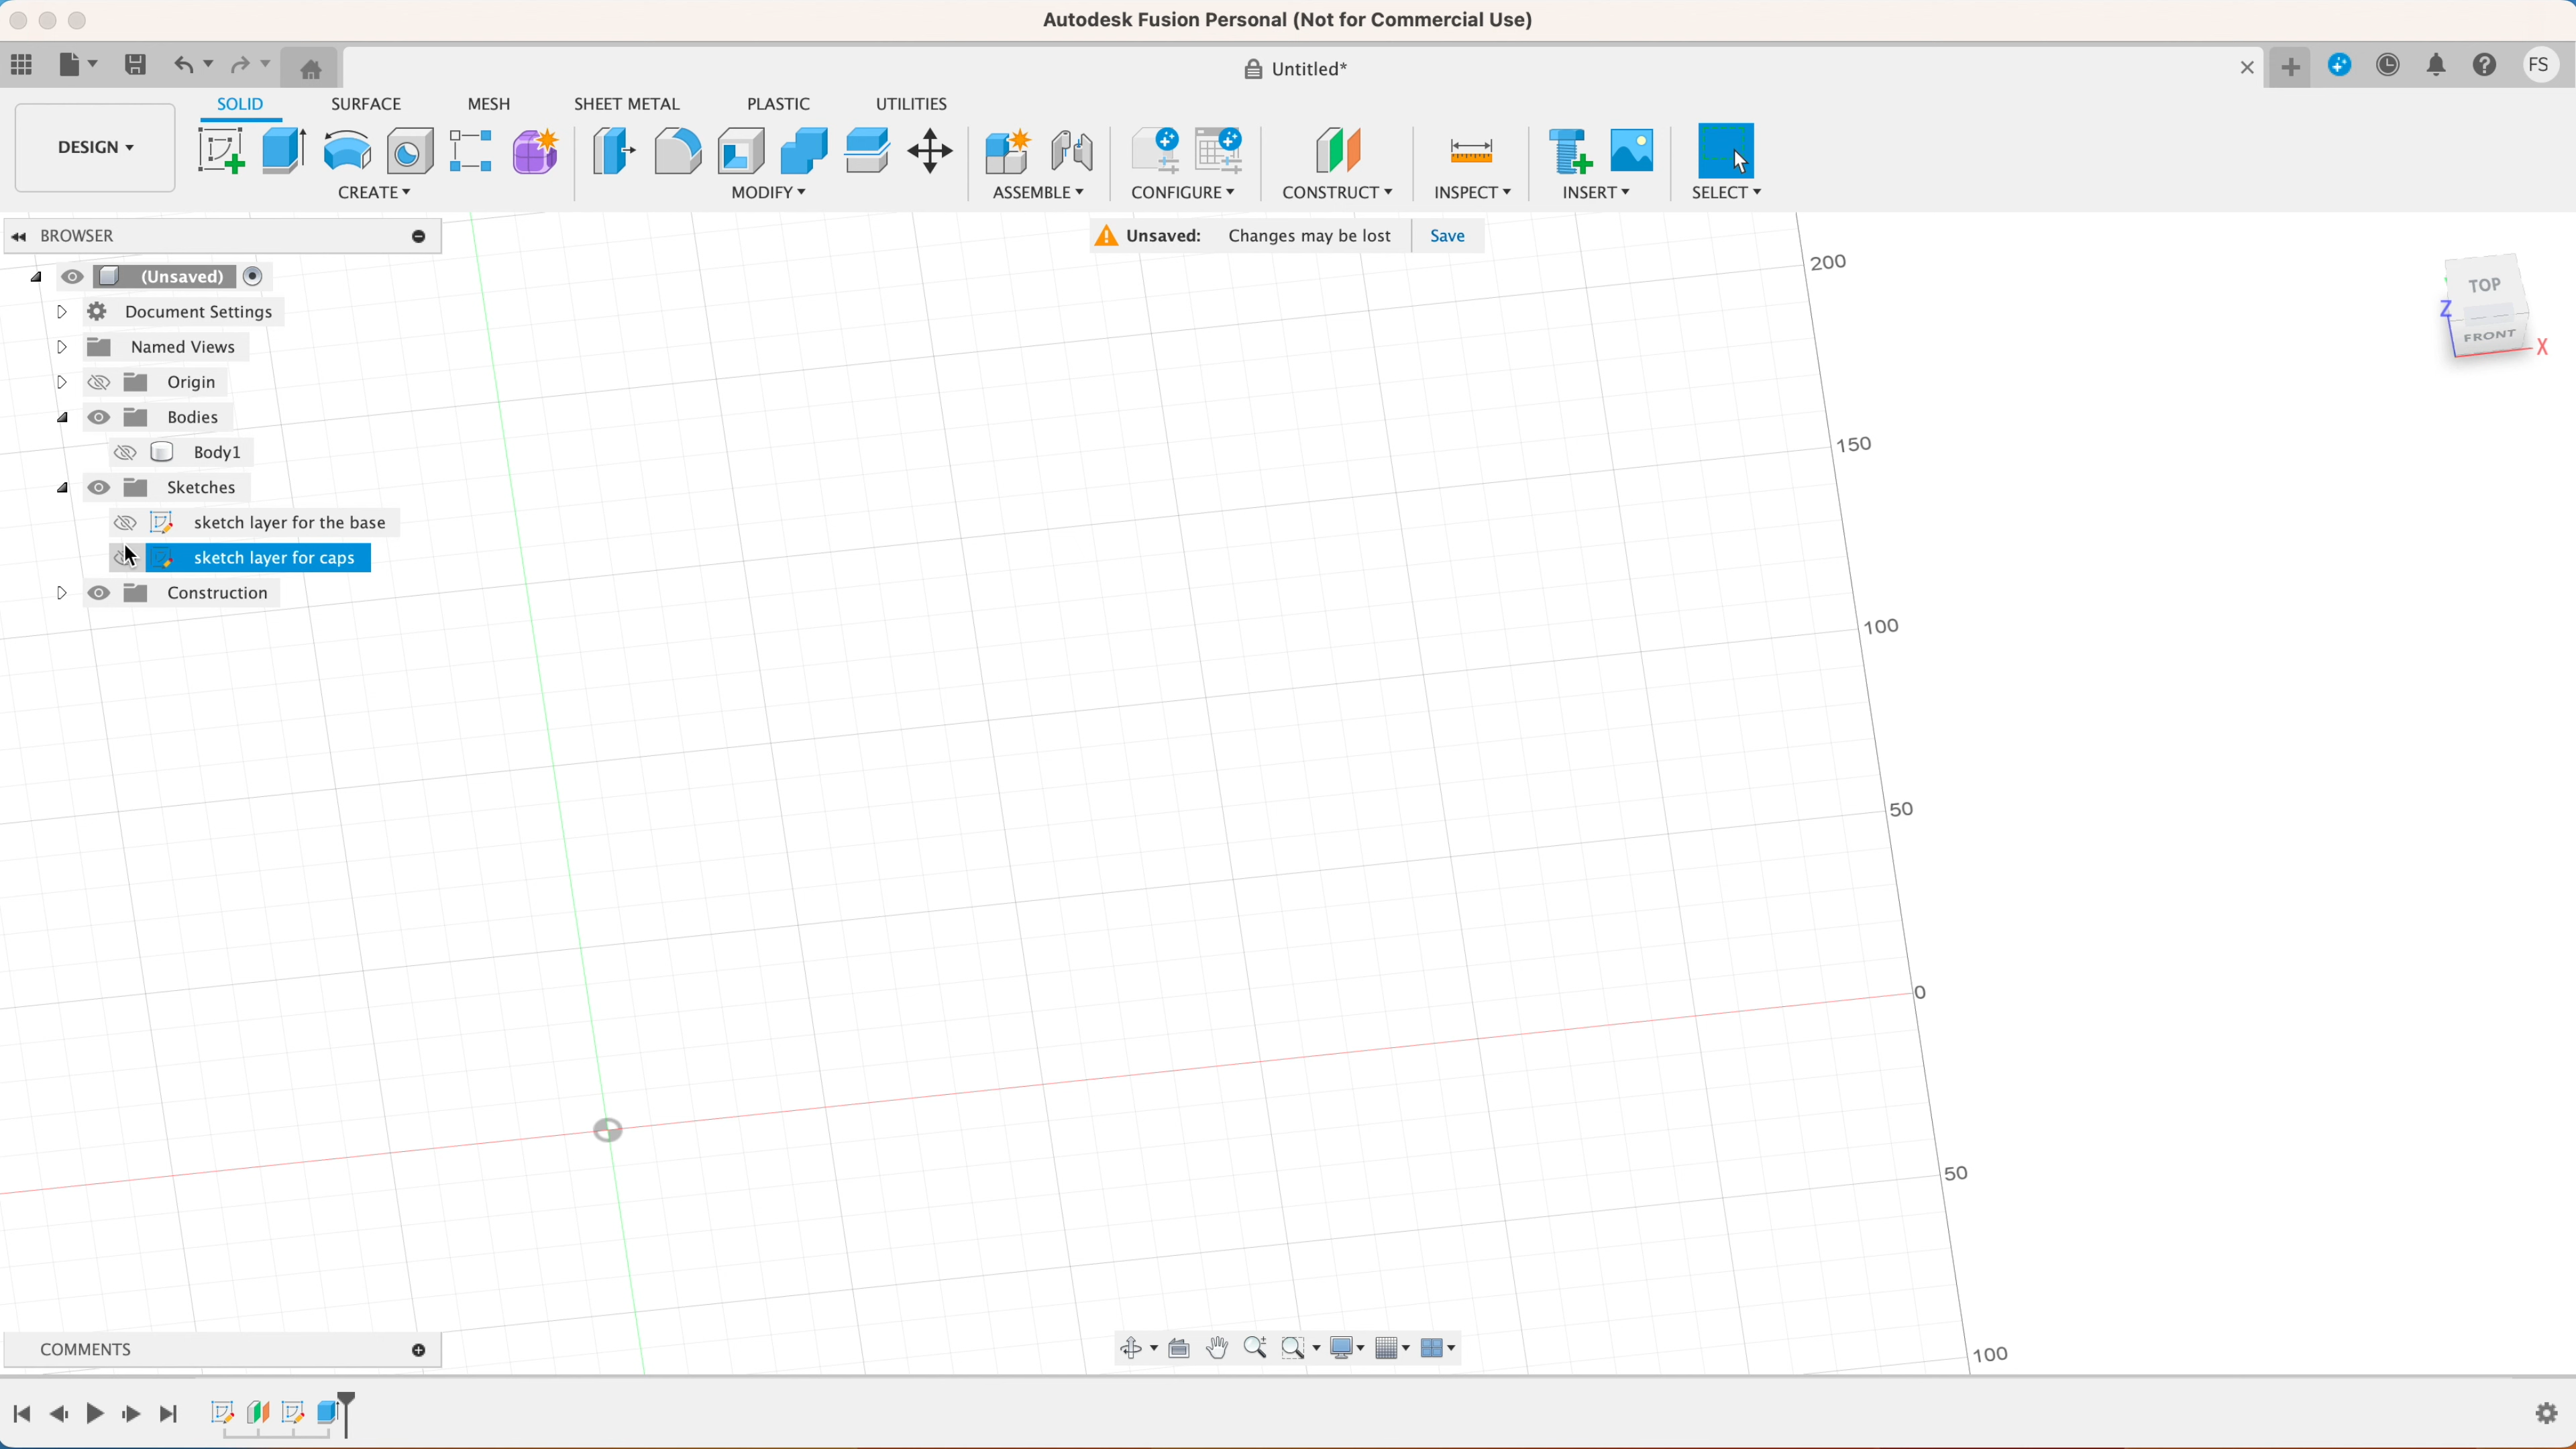 Autodesk Fusion Personal (Not for Commercial Use)
Untitled*
FS
DESIGN
SOLID SURFACE MESH SHEET METAL PLASTIC UTILITIES
CREATE MODIFY ASSEMBLE CONFIGURE CONSTRUCT INSPECT INSERT SELECT
BROWSER
Unsaved: Changes may be lost Save
(Unsaved)
Document Settings
Named Views
Origin
Bodies
Body1
Sketches
sketch layer for the base
sketch layer for caps
Construction
TOP
Z
FRONT
X
200
150
100
50
0
50
100
COMMENTS